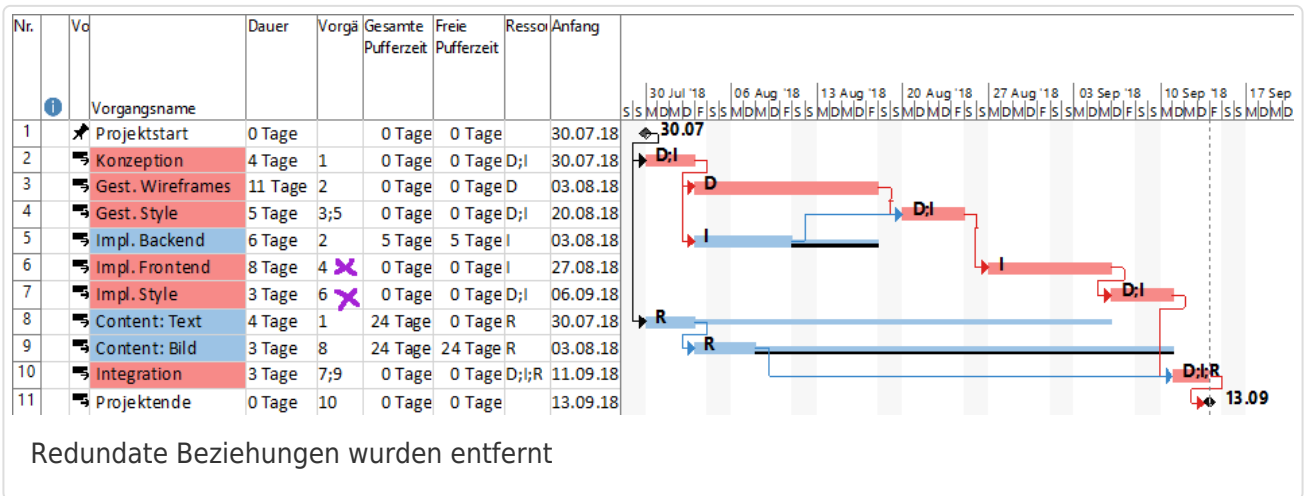 Nr. Vo Dauer Vorgä Gesamte Freie Ressou Anfang
Pufferzeit Pufferzeit
30 Jul '18 06 Aug '18 13 Aug '18 20 Aug '18 27 Aug '18 03 Sep '18 10 Sep '18 17 Sep
i Vorgangsname S S M D M D F S S M D M D F S S M D M D F S S M D M D F S S M D M D F S S M D M D F S S M D M D F S S M D M D
1 Projektstart 0 Tage 0 Tage 0 Tage 30.07.18 30.07
2 Konzeption 4 Tage 1 0 Tage 0 Tage D;I 30.07.18 D;I
3 Gest. Wireframes 11 Tage 2 0 Tage 0 Tage D 03.08.18 D
4 Gest. Style 5 Tage 3;5 0 Tage 0 Tage D;I 20.08.18 D;I
5 Impl. Backend 6 Tage 2 5 Tage 5 Tage I 03.08.18 I
6 Impl. Frontend 8 Tage 4 0 Tage 0 Tage I 27.08.18 I
7 Impl. Style 3 Tage 6 0 Tage 0 Tage D;I 06.09.18 D;I
8 Content: Text 4 Tage 1 24 Tage 0 Tage R 30.07.18 R
9 Content: Bild 3 Tage 8 24 Tage 24 Tage R 03.08.18 R
10 Integration 3 Tage 7;9 0 Tage 0 Tage D;I;R 11.09.18 D;I;R
11 Projektende 0 Tage 10 0 Tage 0 Tage 13.09.18 13.09
Redundate Beziehungen wurden entfernt